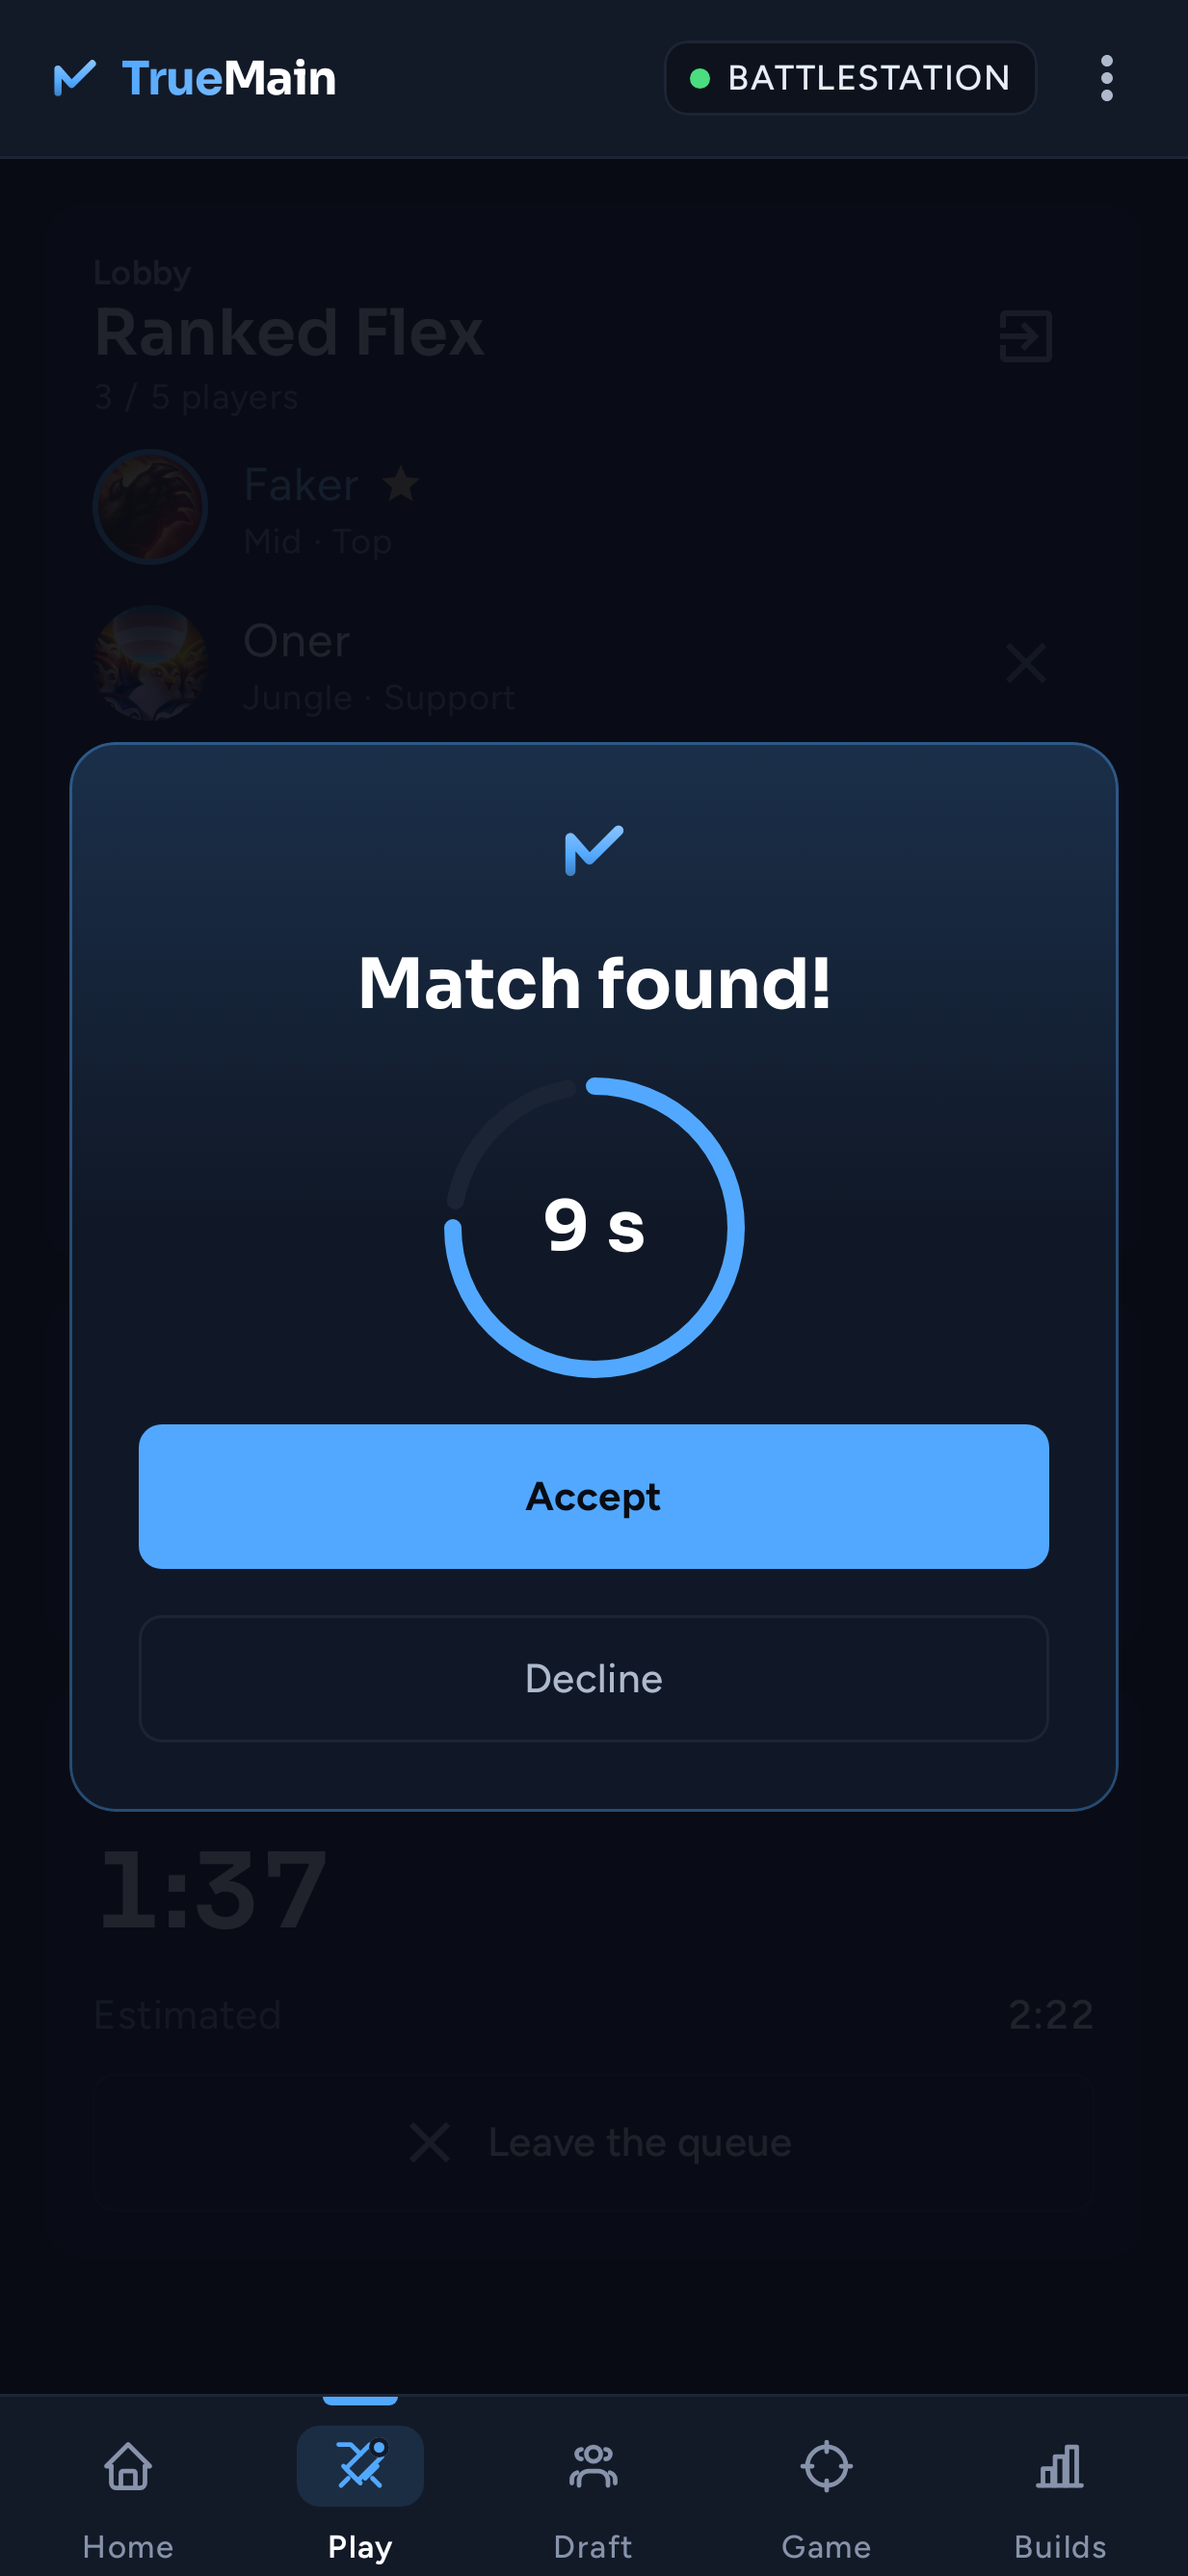 TrueMain
BATTLESTATION
Lobby
Ranked Flex
3 / 5 players
Faker
Mid · Top
Oner
Jungle · Support
Match found!
9 s
Accept
Decline
1:37
Estimated
2:22
Leave the queue
Home
Play
Draft
Game
Builds